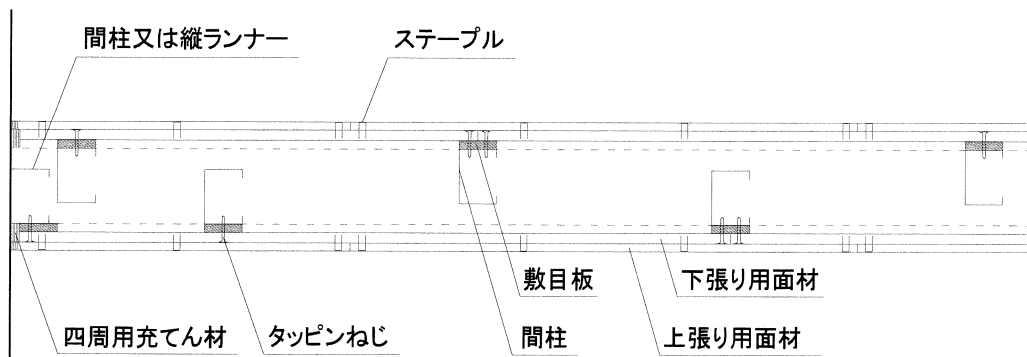 間柱又は縦ランナー
ステープル
敷目板
下張り用面材
四周用充てん材
タッピンねじ
間柱
上張り用面材